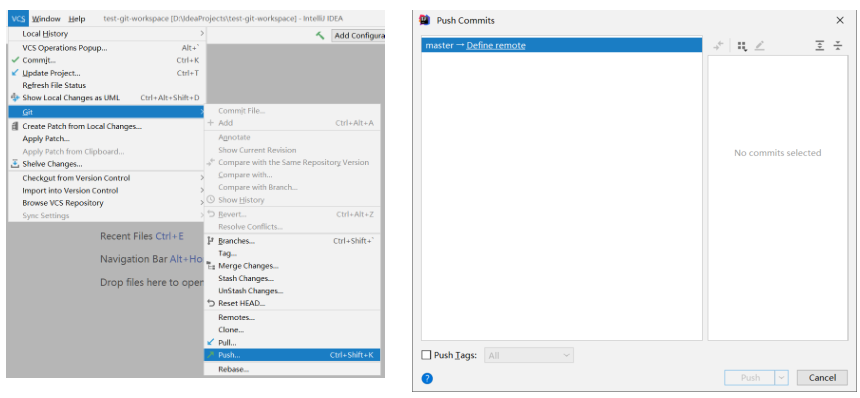 VCS Window Help test-git-workspace [D:\IdeaProjects\test-git-workspace] - IntelliJ IDEA
Local History
Add Configura
VCS Operations Popup... Alt+`
Commit... Ctrl+K
Update Project... Ctrl+T
Refresh File Status
Show Local Changes as UML Ctrl+Alt+Shift+D
Git
Create Patch from Local Changes...
Apply Patch...
Apply Patch from Clipboard...
Shelve Changes...
Checkout from Version Control
Import into Version Control
Browse VCS Repository
Sync Settings
Recent Files Ctrl+E
Navigation Bar Alt+Ho
Drop files here to open
Commit File...
Add Ctrl+Alt+A
Annotate
Show Current Revision
Compare with the Same Repository Version
Compare with...
Compare with Branch...
Show History
Revert... Ctrl+Alt+Z
Resolve Conflicts...
Branches... Ctrl+Shift+`
Tag...
Merge Changes...
Stash Changes...
UnStash Changes...
Reset HEAD...
Remotes...
Clone...
Pull...
Push... Ctrl+Shift+K
Rebase...
Push Commits
master → Define remote
No commits selected
Push Tags: All
?
Push Cancel